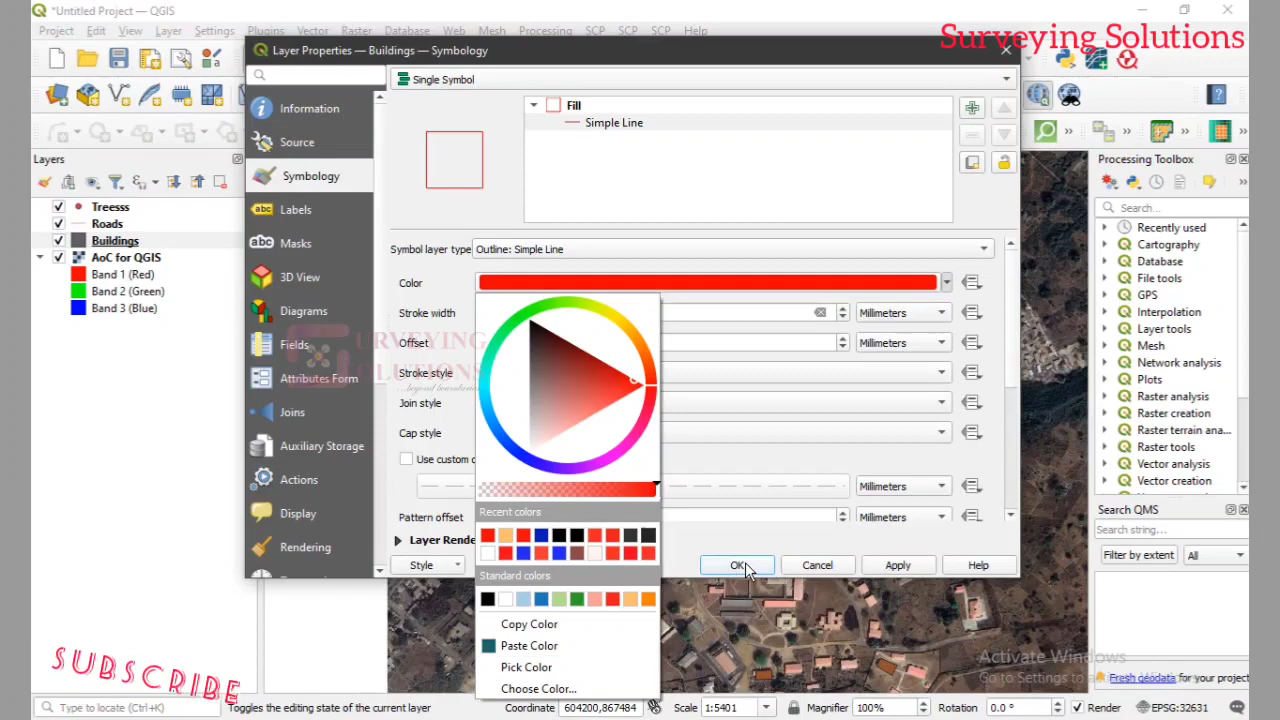 *Untitled Project — QGIS
Project Edit View Layer Settings Plugins Vector Raster Database Web Mesh Processing SCP SCP SCP Help
Surveying Solutions
Layer Properties — Buildings — Symbology
Single Symbol
Information
Source
Symbology
Labels
Masks
3D View
Diagrams
Fields
Attributes Form
Joins
Auxiliary Storage
Actions
Display
Rendering
Fill
Simple Line
Symbol layer type Outline: Simple Line
Color
Stroke width
Millimeters
Offset
Millimeters
Stroke style
Join style
Cap style
Use custom d
Millimeters
Pattern offset
Millimeters
Layer Rende
Style
OK
Cancel
Apply
Help
Recent colors
Standard colors
Copy Color
Paste Color
Pick Color
Choose Color...
Layers
Treesss
Roads
Buildings
AoC for QGIS
Band 1 (Red)
Band 2 (Green)
Band 3 (Blue)
SURVEYING
SOLUTIONS
...beyond boundaries
Processing Toolbox
Search...
Recently used
Cartography
Database
File tools
GPS
Interpolation
Layer tools
Mesh
Network analysis
Plots
Raster analysis
Raster creation
Raster terrain ana...
Raster tools
Vector analysis
Vector creation
Search QMS
Search string...
Filter by extent
All
Activate Windows
Go to Settings to
Fresh geodata for your project
SUBSCRIBE
Type to locate (Ctrl+K)
Toggles the editing state of the current layer
Coordinate 604200,867484
Scale 1:5401
Magnifier 100%
Rotation 0.0 °
Render
EPSG:32631